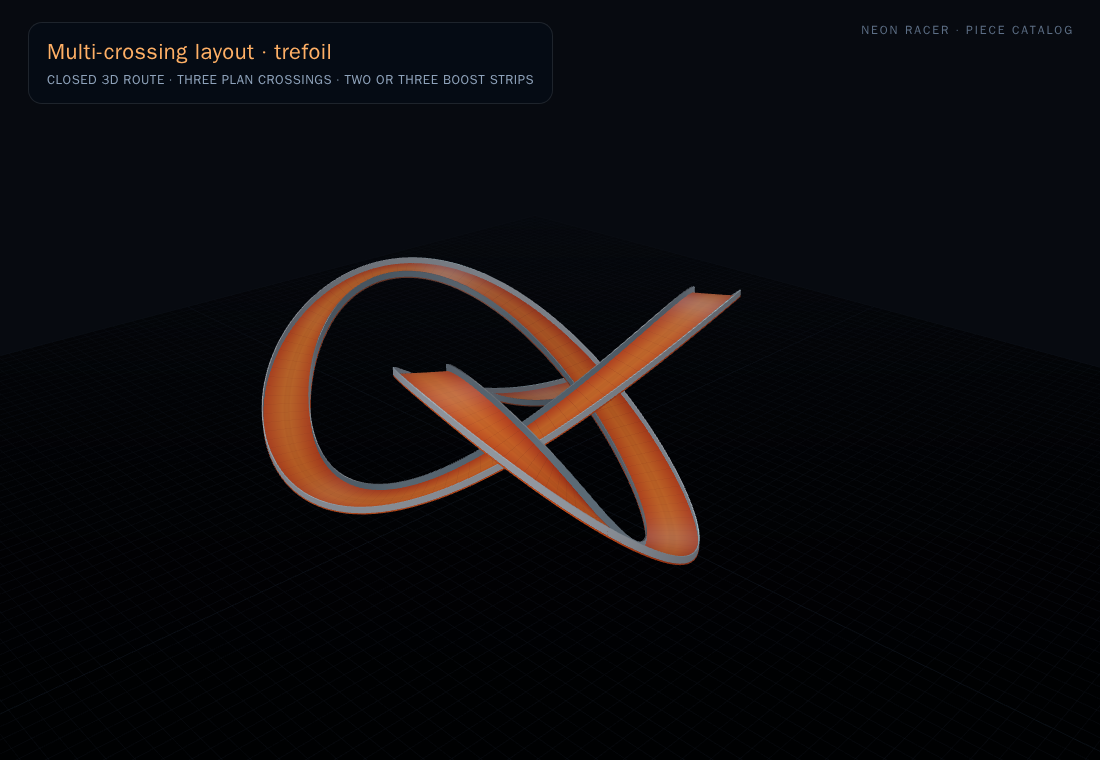 Multi-crossing layout · trefoil
CLOSED 3D ROUTE · THREE PLAN CROSSINGS · TWO OR THREE BOOST STRIPS
NEON RACER · PIECE CATALOG